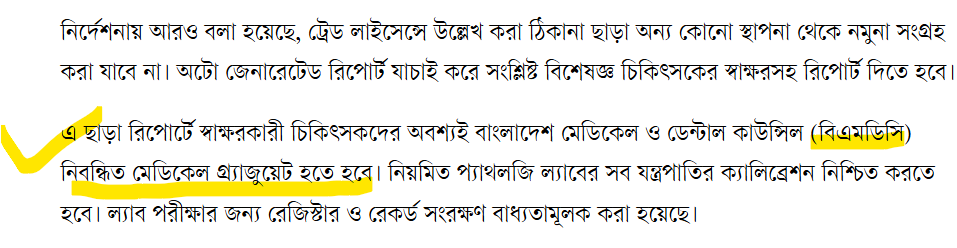 নির্দেশনায় আরও বলা হয়েছে, ট্রেড লাইসেন্সে উল্লেখ করা ঠিকানা ছাড়া অন্য কোনো স্থাপনা থেকে নমুনা সংগ্রহ
করা যাবে না। অটো জেনারেটেড রিপোর্ট যাচাই করে সংশ্লিষ্ট বিশেষজ্ঞ চিকিৎসকের স্বাক্ষরসহ রিপোর্ট দিতে হবে।
এ ছাড়া রিপোর্টে স্বাক্ষরকারী চিকিৎসকদের অবশ্যই বাংলাদেশ মেডিকেল ও ডেন্টাল কাউন্সিল (বিএমডিসি)
নিবন্ধিত মেডিকেল গ্র্যাজুয়েট হতে হবে। নিয়মিত প্যাথলজি ল্যাবের সব যন্ত্রপাতির ক্যালিব্রেশন নিশ্চিত করতে
হবে। ল্যাব পরীক্ষার জন্য রেজিস্টার ও রেকর্ড সংরক্ষণ বাধ্যতামূলক করা হয়েছে।